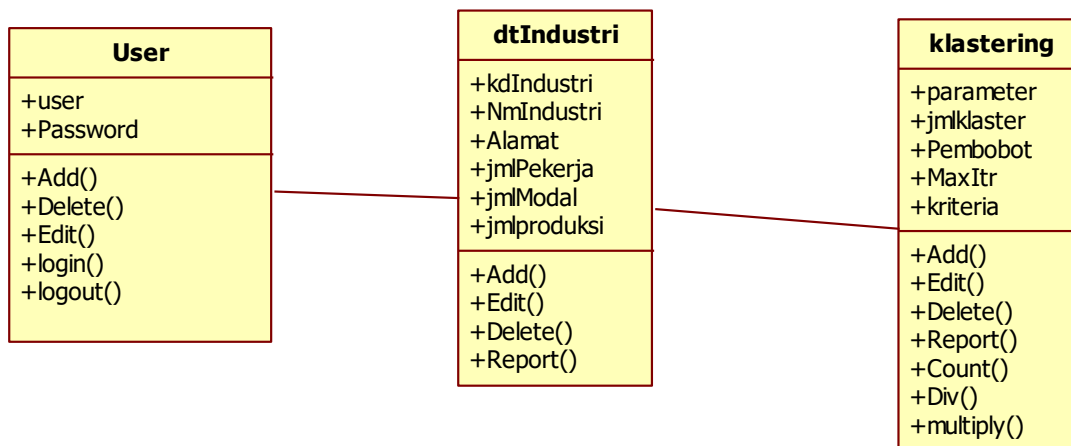 User
+user
+Password
+Add()
+Delete()
+Edit()
+login()
+logout()
dtIndustri
+kdIndustri
+NmIndustri
+Alamat
+jmlPekerja
+jmlModal
+jmlproduksi
+Add()
+Edit()
+Delete()
+Report()
klastering
+parameter
+jmlklaster
+Pembobot
+MaxItr
+kriteria
+Add()
+Edit()
+Delete()
+Report()
+Count()
+Div()
+multiply()